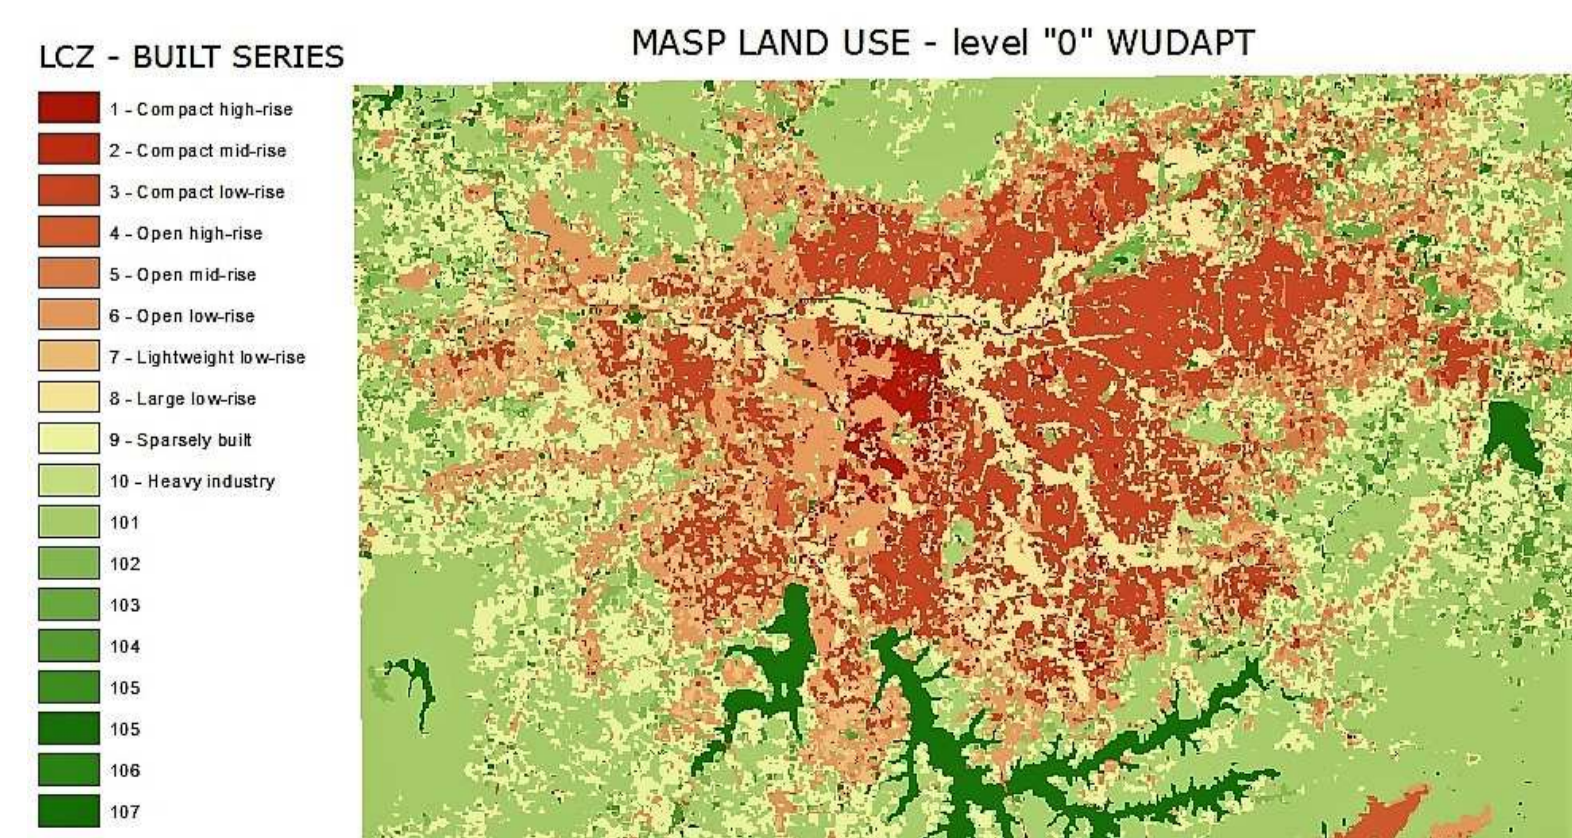 MASP LAND USE - level "0" WUDAPT
LCZ - BUILT SERIES
1 - Compact high-rise
2 - Compact mid-rise
3 - Compact low-rise
4 - Open high-rise
5 - Open mid-rise
6 - Open low-rise
7 - Lightweight low-rise
8 - Large low-rise
9 - Sparsely built
10 - Heavy industry
101
102
103
104
105
105
106
107